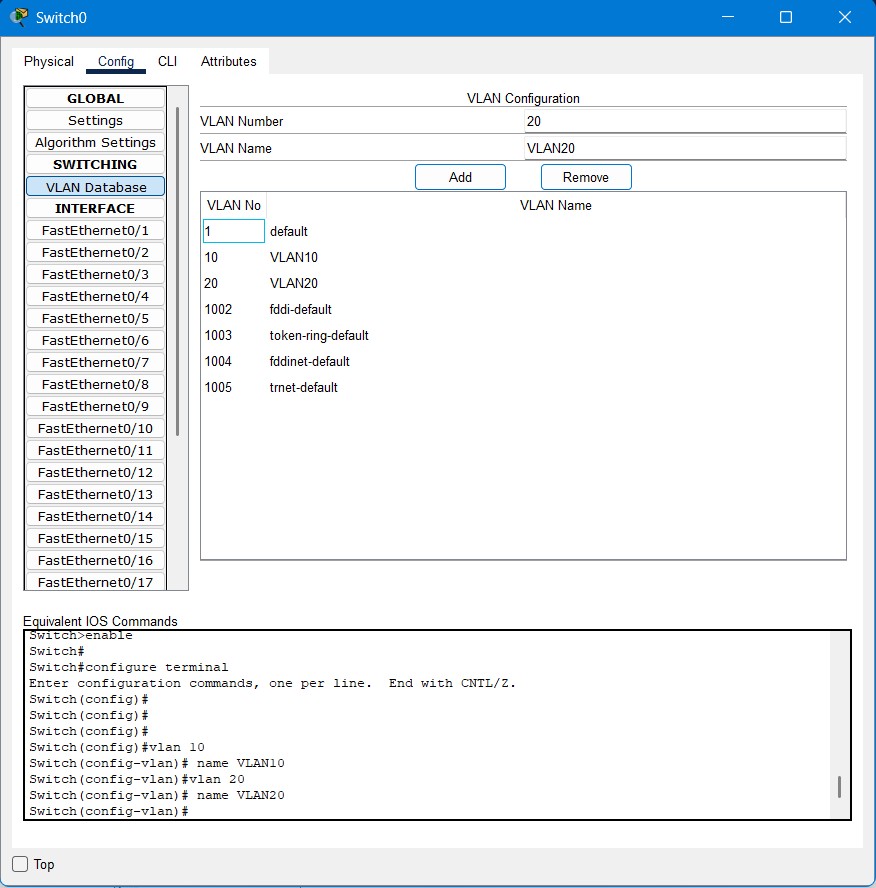 Switch0
Physical Config CLI Attributes
GLOBAL
Settings
Algorithm Settings
SWITCHING
VLAN Database
INTERFACE
FastEthernet0/1
FastEthernet0/2
FastEthernet0/3
FastEthernet0/4
FastEthernet0/5
FastEthernet0/6
FastEthernet0/7
FastEthernet0/8
FastEthernet0/9
FastEthernet0/10
FastEthernet0/11
FastEthernet0/12
FastEthernet0/13
FastEthernet0/14
FastEthernet0/15
FastEthernet0/16
FastEthernet0/17
VLAN Configuration
VLAN Number 20
VLAN Name VLAN20
Add Remove
VLAN No VLAN Name
1 default
10 VLAN10
20 VLAN20
1002 fddi-default
1003 token-ring-default
1004 fddinet-default
1005 trnet-default
Equivalent IOS Commands
Switch>enable
Switch#
Switch#configure terminal
Enter configuration commands, one per line.  End with CNTL/Z.
Switch(config)#
Switch(config)#
Switch(config)#
Switch(config)#vlan 10
Switch(config-vlan)# name VLAN10
Switch(config-vlan)#vlan 20
Switch(config-vlan)# name VLAN20
Switch(config-vlan)#
Top